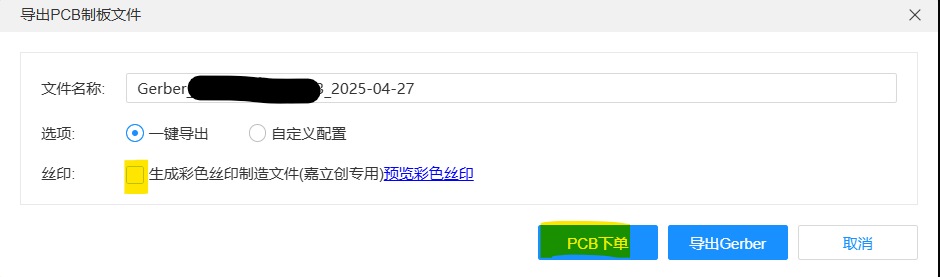 导出PCB制板文件
文件名称: Gerber_ _2025-04-27
选项: 一键导出 自定义配置
丝印: 生成彩色丝印制造文件(嘉立创专用)预览彩色丝印
PCB下单 导出Gerber 取消